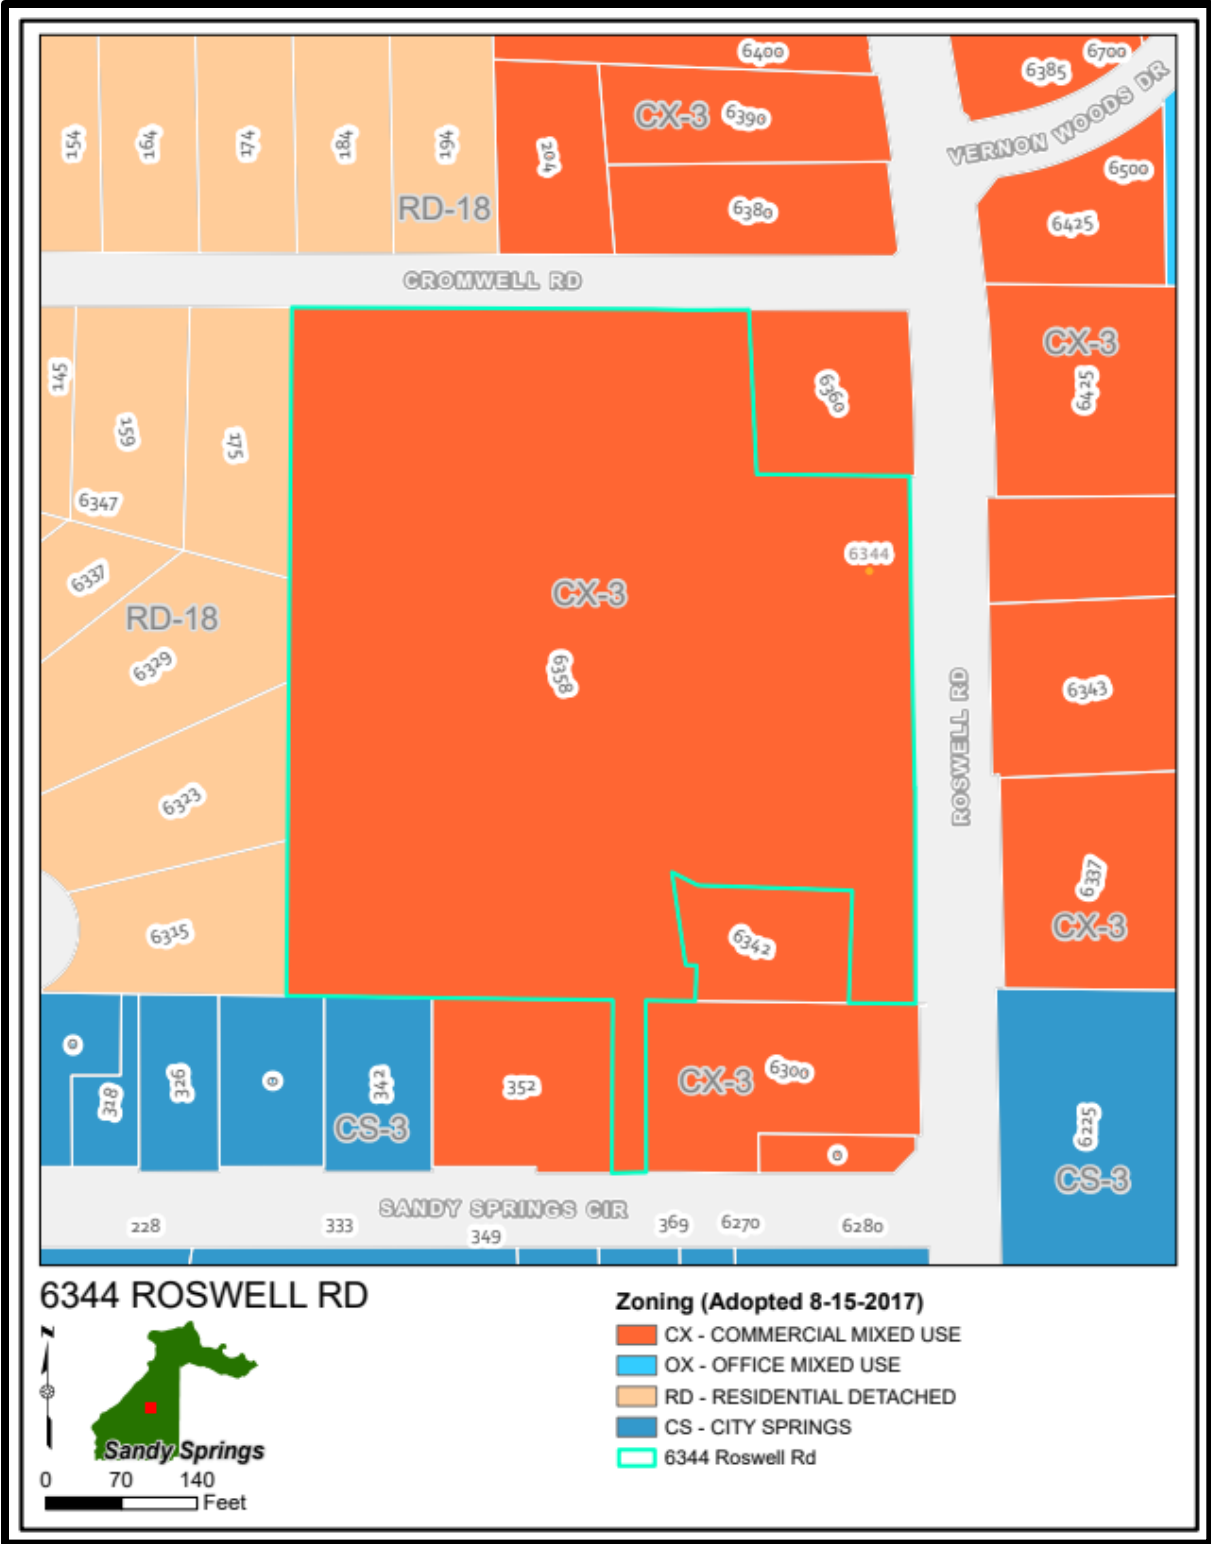 6400
6700
6385
CX-3
6390
VERNON WOODS DR
154
164
174
184
194
204
6500
RD-18
6380
6425
CROMWELL RD
CX-3
145
6360
6425
159
175
6347
6344
6337
CX-3
RD-18
6329
6358
6343
ROSWELL RD
6323
6337
CX-3
6315
6342
0
318
326
0
342
352
CX-3
6300
6225
CS-3
0
CS-3
SANDY SPRINGS CIR
228
333
349
369
6270
6280
6344 ROSWELL RD
Zoning (Adopted 8-15-2017)
CX - COMMERCIAL MIXED USE
OX - OFFICE MIXED USE
RD - RESIDENTIAL DETACHED
CS - CITY SPRINGS
6344 Roswell Rd
N
Sandy Springs
0 70 140
Feet